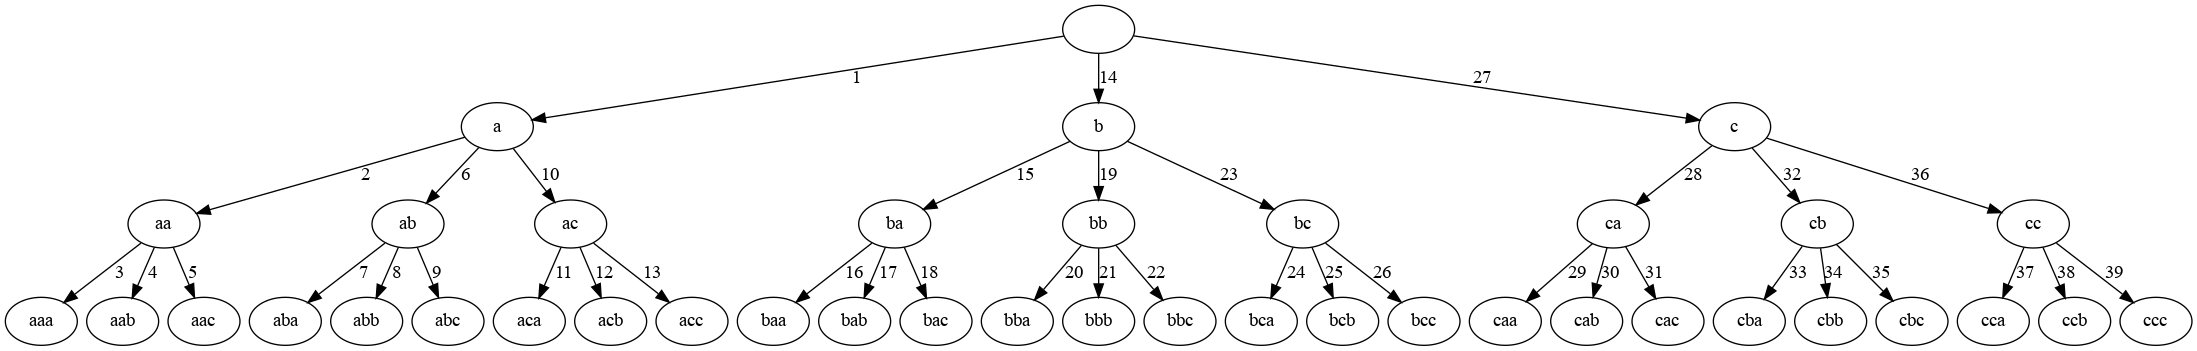 1 14 27
a b c
2 6 10 15 19 23 28 32 36
aa ab ac ba bb bc ca cb cc
3 4 5 7 8 9 11 12 13 16 17 18 20 21 22 24 25 26 29 30 31 33 34 35 37 38 39
aaa aab aac aba abb abc aca acb acc baa bab bac bba bbb bbc bca bcb bcc caa cab cac cba cbb cbc cca ccb ccc